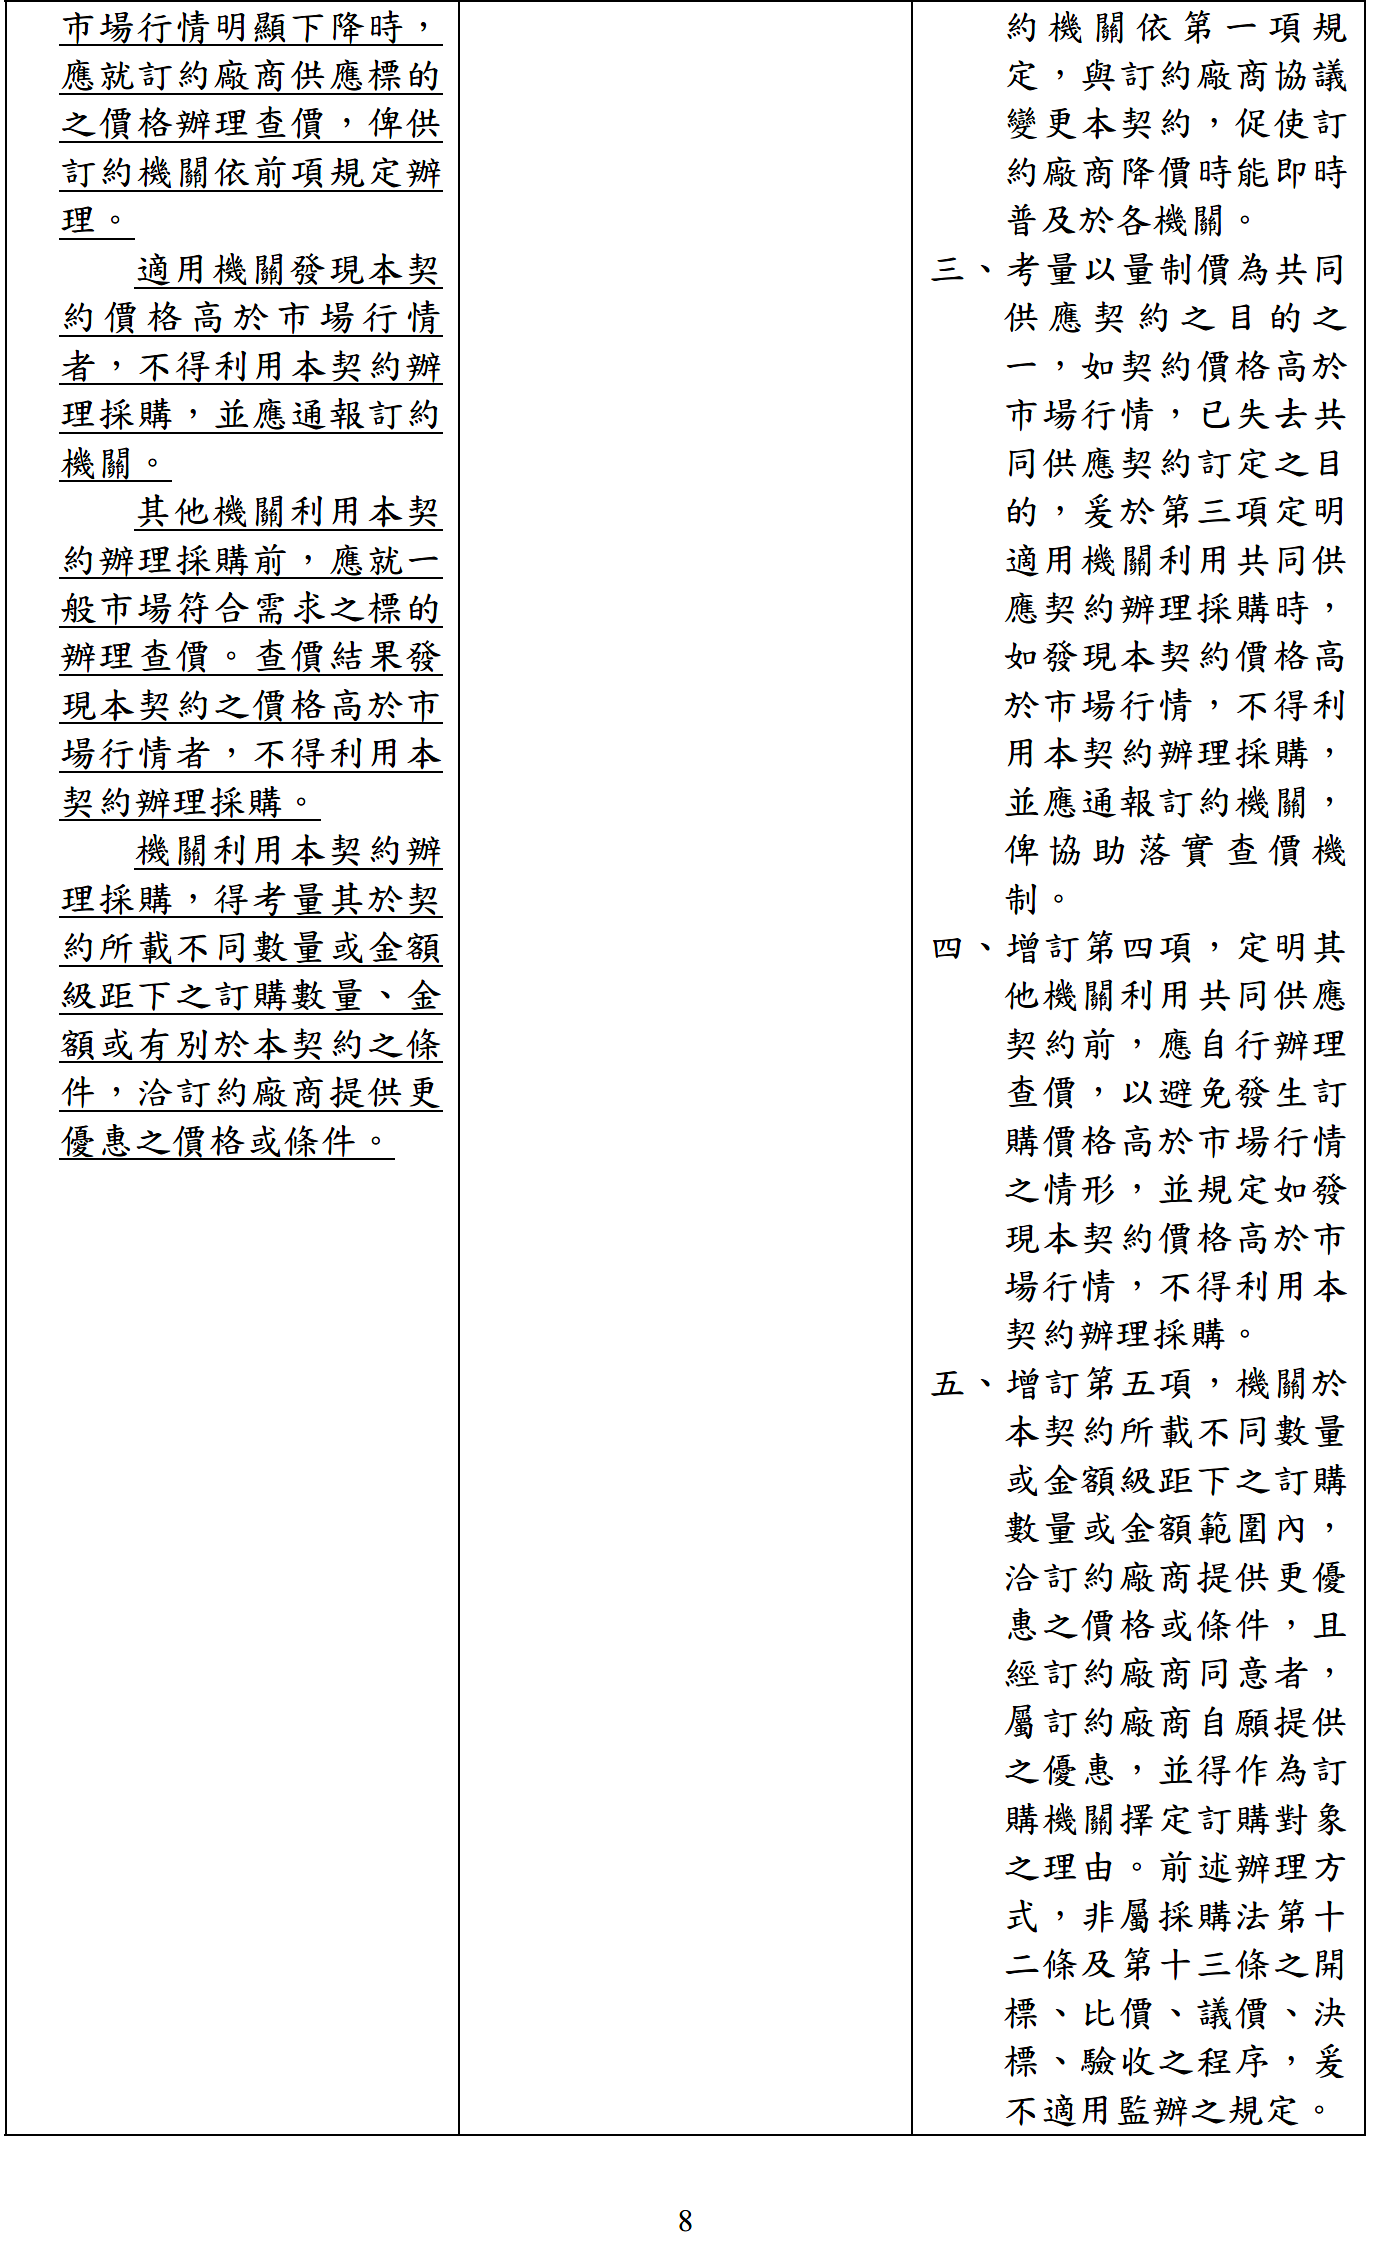 市場行情明顯下降時，
應就訂約廠商供應標的
之價格辦理查價，俾供
訂約機關依前項規定辦
理。
適用機關發現本契
約價格高於市場行情
者，不得利用本契約辦
理採購，並應通報訂約
機關。
其他機關利用本契
約辦理採購前，應就一
般市場符合需求之標的
辦理查價。查價結果發
現本契約之價格高於市
場行情者，不得利用本
契約辦理採購。
機關利用本契約辦
理採購，得考量其於契
約所載不同數量或金額
級距下之訂購數量、金
額或有別於本契約之條
件，洽訂約廠商提供更
優惠之價格或條件。
約機關依第一項規
定，與訂約廠商協議
變更本契約，促使訂
約廠商降價時能即時
普及於各機關。
三、考量以量制價為共同
供應契約之目的之
一，如契約價格高於
市場行情，已失去共
同供應契約訂定之目
的，爰於第三項定明
適用機關利用共同供
應契約辦理採購時，
如發現本契約價格高
於市場行情，不得利
用本契約辦理採購，
並應通報訂約機關，
俾協助落實查價機
制。
四、增訂第四項，定明其
他機關利用共同供應
契約前，應自行辦理
查價，以避免發生訂
購價格高於市場行情
之情形，並規定如發
現本契約價格高於市
場行情，不得利用本
契約辦理採購。
五、增訂第五項，機關於
本契約所載不同數量
或金額級距下之訂購
數量或金額範圍內，
洽訂約廠商提供更優
惠之價格或條件，且
經訂約廠商同意者，
屬訂約廠商自願提供
之優惠，並得作為訂
購機關擇定訂購對象
之理由。前述辦理方
式，非屬採購法第十
二條及第十三條之開
標、比價、議價、決
標、驗收之程序，爰
不適用監辦之規定。
8